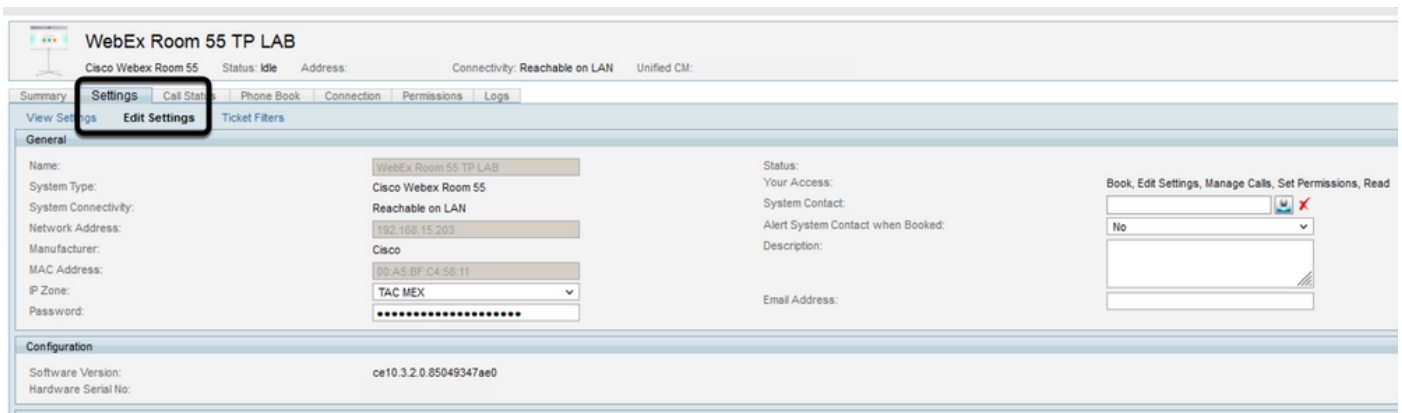 WebEx Room 55 TP LAB
Cisco Webex Room 55 Status: Idle Address: Connectivity: Reachable on LAN Unified CM:
Summary Settings Call Status Phone Book Connection Permissions Logs
View Settings Edit Settings Ticket Filters
General
Name: WebEx Room 55 TP LAB Status:
System Type: Cisco Webex Room 55 Your Access: Book, Edit Settings, Manage Calls, Set Permissions, Read
System Connectivity: Reachable on LAN System Contact:
Network Address: 192.168.15.203 Alert System Contact when Booked: No
Manufacturer: Cisco Description:
MAC Address: 00:A5:BF:C4:58:11
IP Zone: TAC MEX Email Address:
Password: ••••••••••••••••••••
Configuration
Software Version: ce10.3.2.0.85049347ae0
Hardware Serial No: